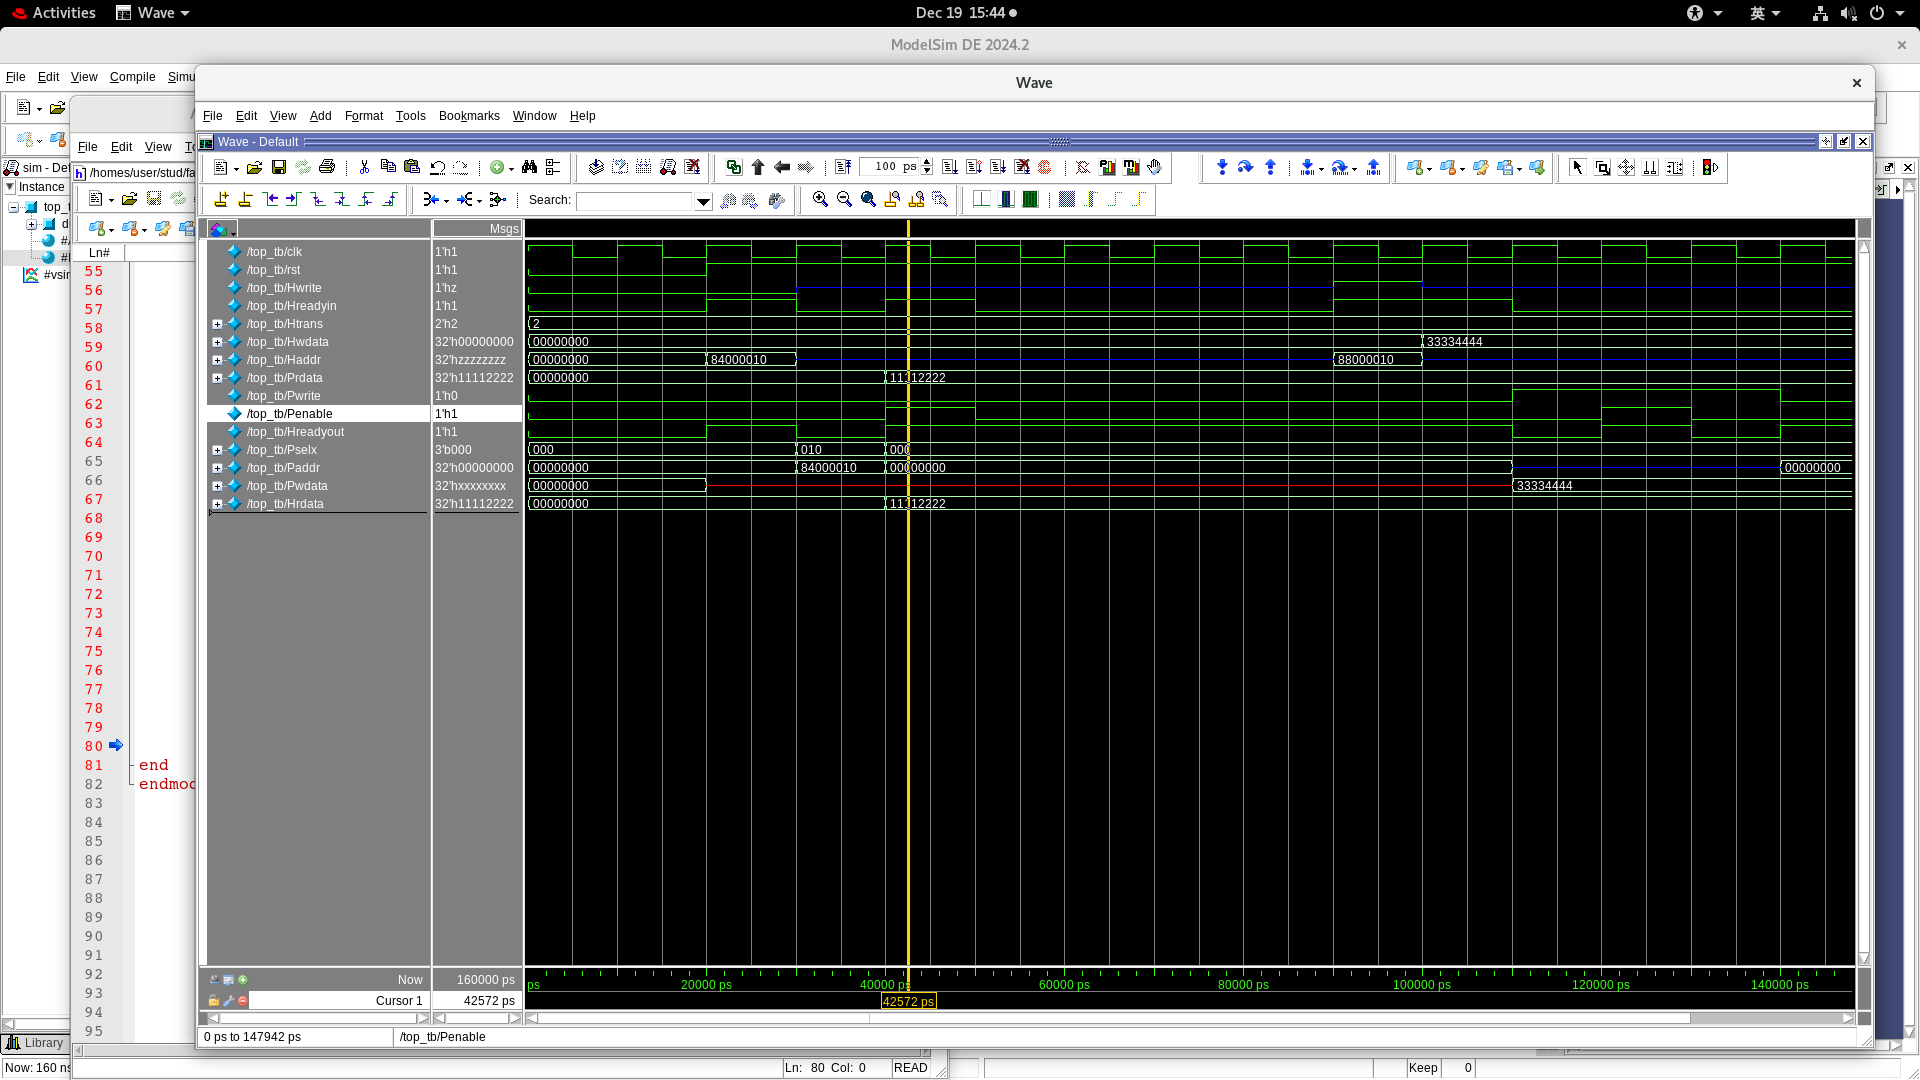 Activities Wave Dec 19 15:44 英
ModelSim DE 2024.2
File Edit View Compile Simu
Wave
File Edit View Add Format Tools Bookmarks Window Help
Wave - Default
File Edit View
sim - Def
/homes/user/stud/fa
Instance
top_t
Ln#
100 ps
Search:
Msgs
/top_tb/clk 1'h1
/top_tb/rst 1'h1
/top_tb/Hwrite 1'hz
/top_tb/Hreadyin 1'h1
/top_tb/Htrans 2'h2 2
/top_tb/Hwdata 32'h00000000 00000000 33334444
/top_tb/Haddr 32'hzzzzzzzz 00000000 84000010 88000010
/top_tb/Prdata 32'h11112222 00000000 11112222
/top_tb/Pwrite 1'h0
/top_tb/Penable 1'h1
/top_tb/Hreadyout 1'h1
/top_tb/Pselx 3'b000 000 010 000
/top_tb/Paddr 32'h00000000 00000000 84000010 00000000 00000000
/top_tb/Pwdata 32'hxxxxxxxx 00000000 33334444
/top_tb/Hrdata 32'h11112222 00000000 11112222
#vsim
55
56
57
58
59
60
61
62
63
64
65
66
67
68
69
70
71
72
73
74
75
76
77
78
79
80
81 end
82 endmod
83
84
85
86
87
88
89
90
91
92
93
94
95
Now 160000 ps ps 20000 ps 40000 ps 60000 ps 80000 ps 100000 ps 120000 ps 140000 ps
Cursor 1 42572 ps 42572 ps
0 ps to 147942 ps /top_tb/Penable
Library
Now: 160 ns Ln: 80 Col: 0 READ Keep 0